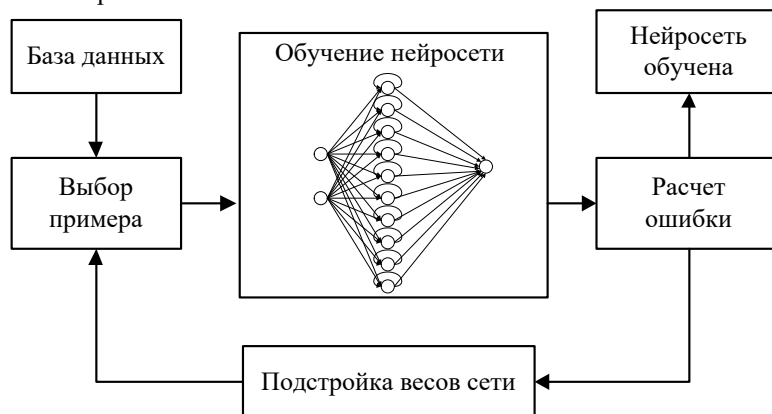 База данных
Обучение нейросети
Нейросеть
обучена
Выбор
примера
Расчет
ошибки
Подстройка весов сети